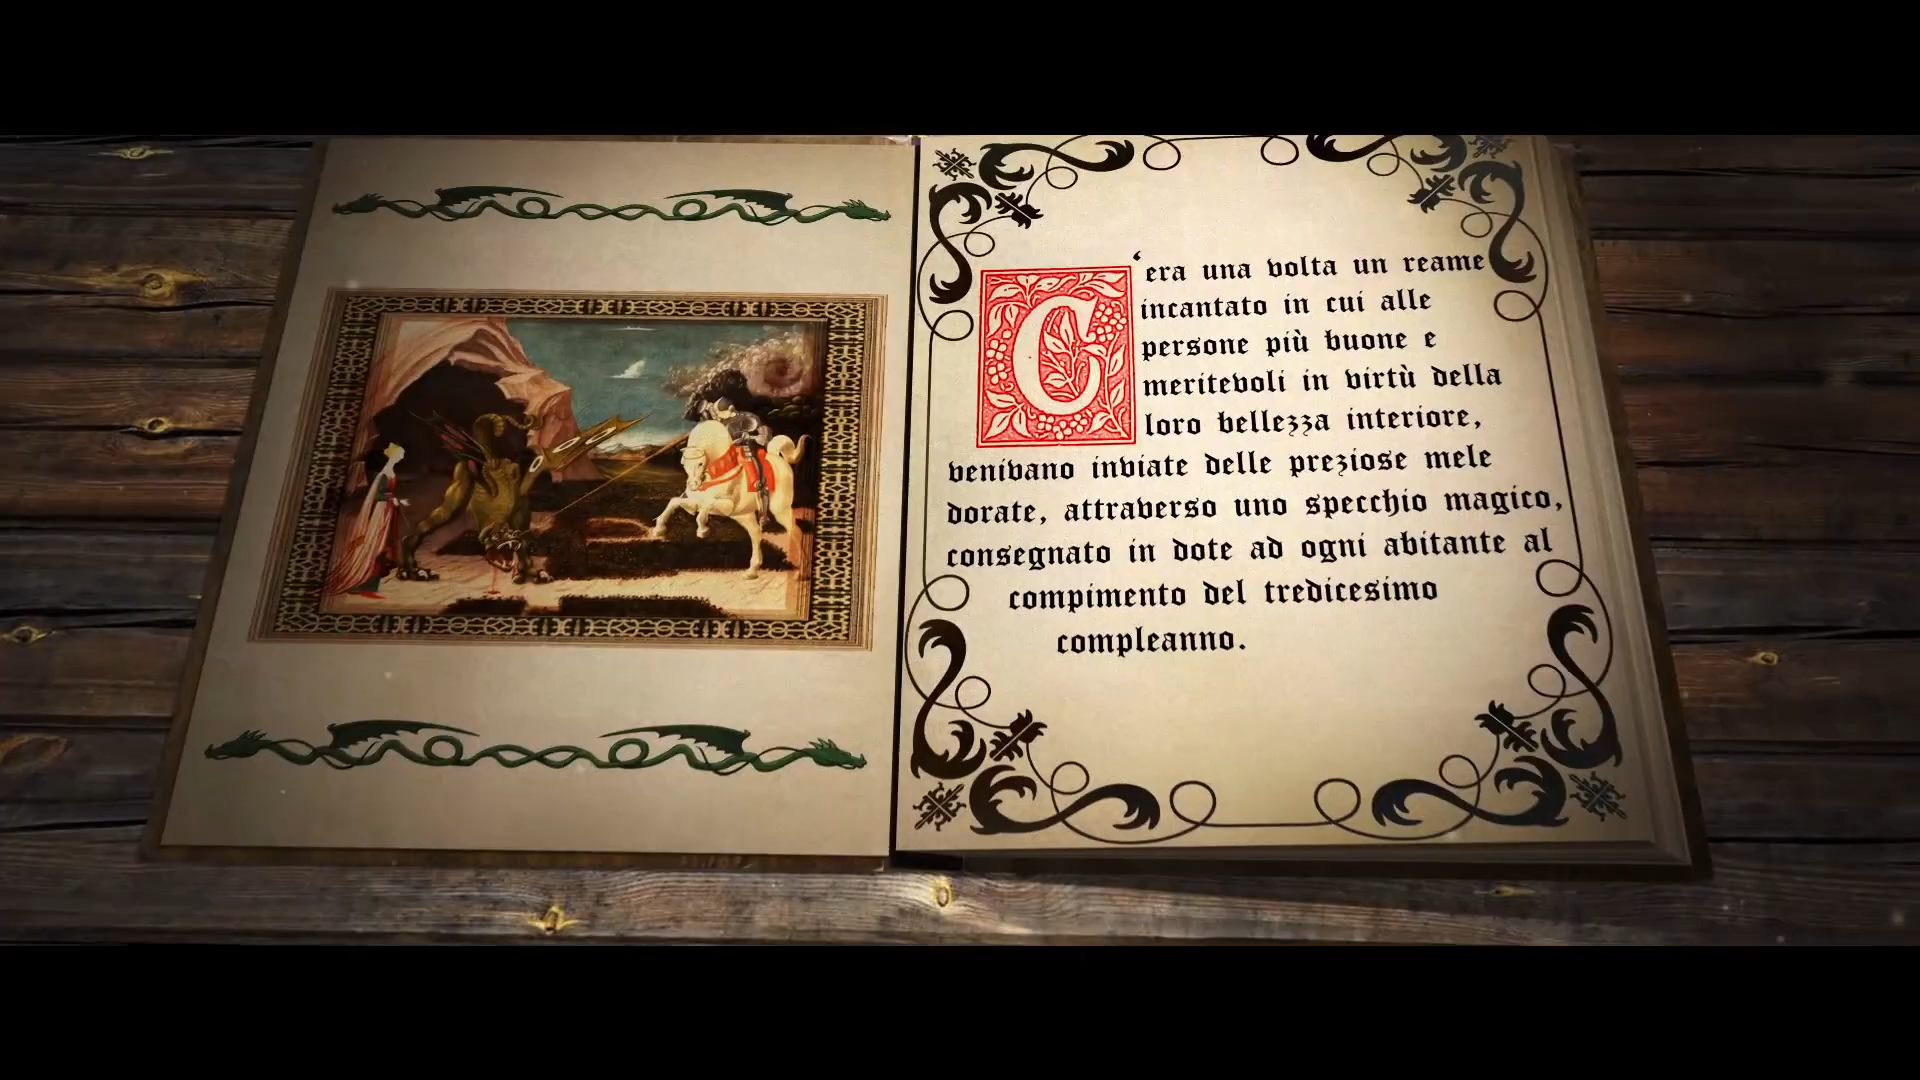 C'era una volta un reame
incantato in cui alle
persone più buone e
meritevoli in virtù della
loro bellezza interiore,
venivano inviate delle preziose mele
dorate, attraverso uno specchio magico,
consegnato in dote ad ogni abitante al
compimento del tredicesimo
compleanno.